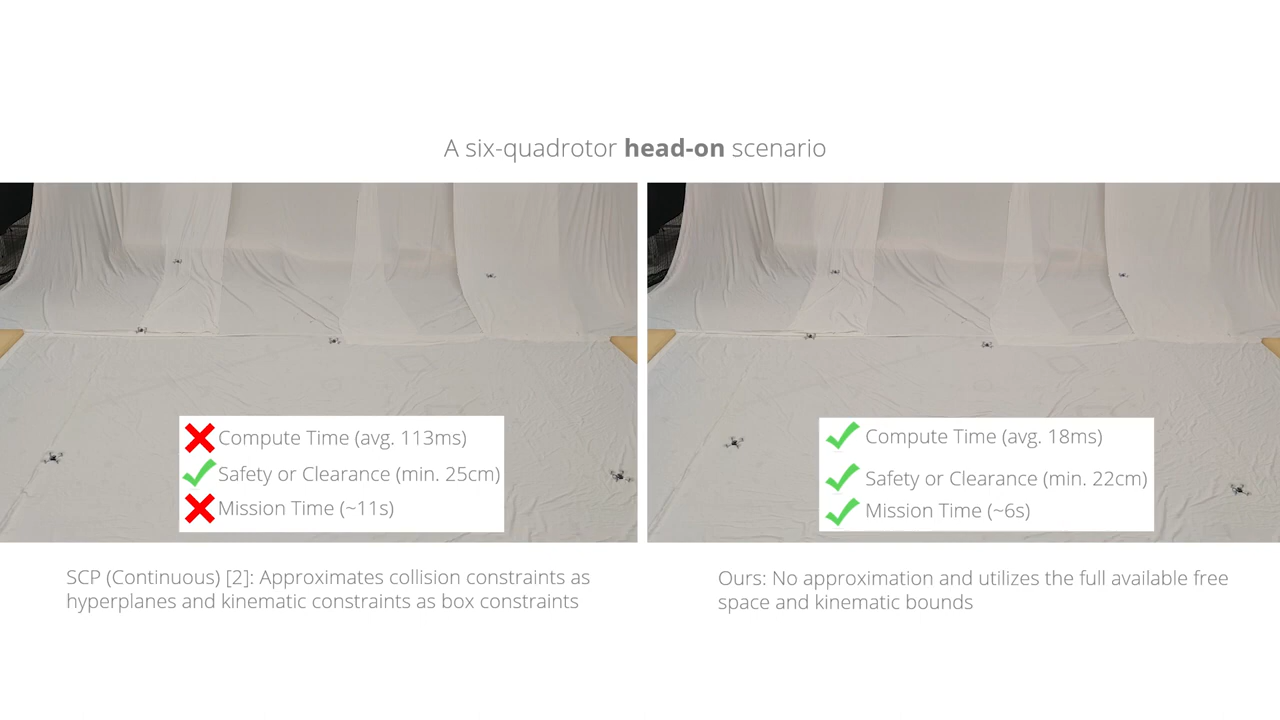 A six-quadrotor head-on scenario
Compute Time (avg. 113ms)
Safety or Clearance (min. 25cm)
Mission Time (~11s)
Compute Time (avg. 18ms)
Safety or Clearance (min. 22cm)
Mission Time (~6s)
SCP (Continuous) [2]: Approximates collision constraints as
hyperplanes and kinematic constraints as box constraints
Ours: No approximation and utilizes the full available free
space and kinematic bounds